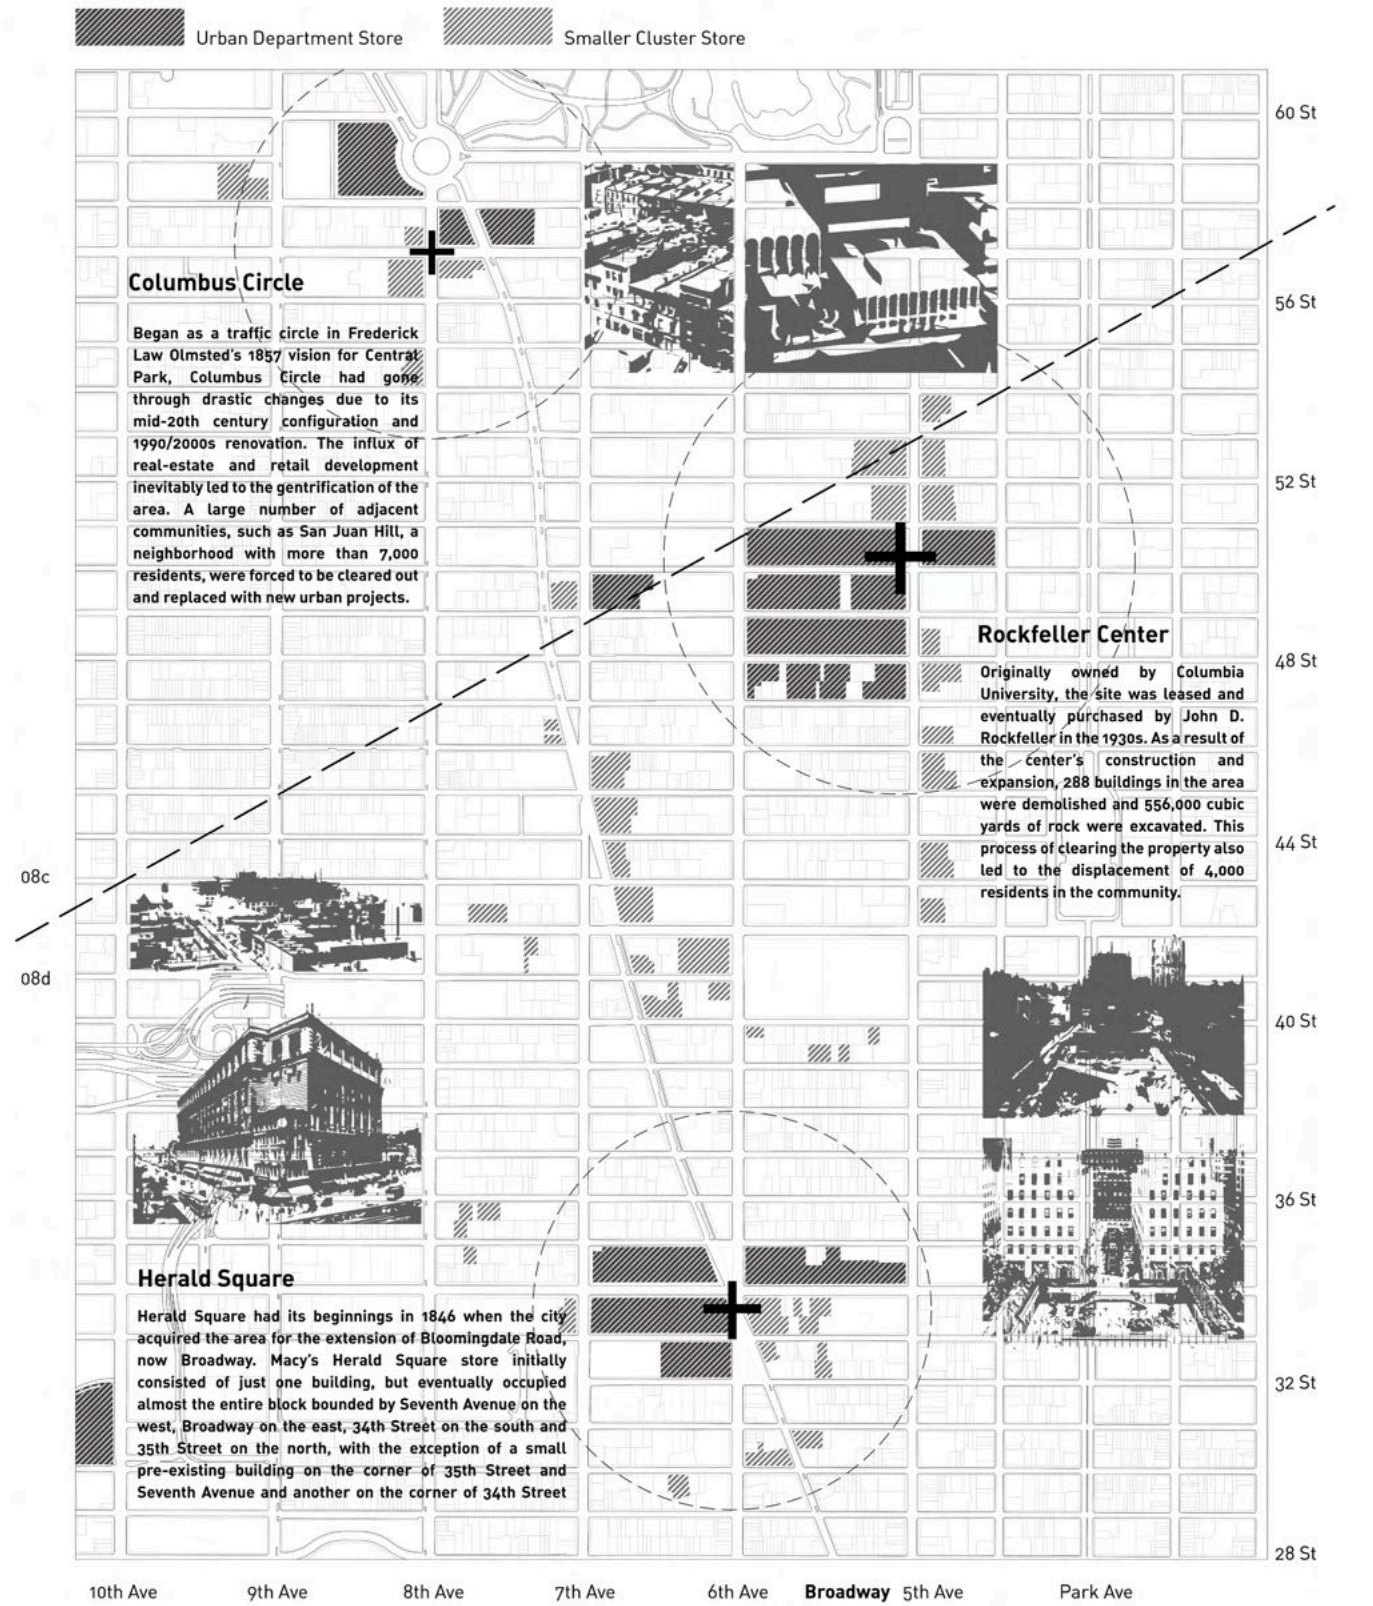 Urban Department Store
Smaller Cluster Store
60 St
56 St
52 St
48 St
44 St
40 St
36 St
32 St
28 St
Columbus Circle
Began as a traffic circle in Frederick
Law Olmsted's 1857 vision for Central
Park, Columbus Circle had gone
through drastic changes due to its
mid-20th century configuration and
1990/2000s renovation. The influx of
real-estate and retail development
inevitably led to the gentrification of the
area. A large number of adjacent
communities, such as San Juan Hill, a
neighborhood with more than 7,000
residents, were forced to be cleared out
and replaced with new urban projects.
Rockfeller Center
Originally owned by Columbia
University, the site was leased and
eventually purchased by John D.
Rockfeller in the 1930s. As a result of
the center's construction and
expansion, 288 buildings in the area
were demolished and 556,000 cubic
yards of rock were excavated. This
process of clearing the property also
led to the displacement of 4,000
residents in the community.
08c
08d
Herald Square
Herald Square had its beginnings in 1846 when the city
acquired the area for the extension of Bloomingdale Road,
now Broadway. Macy's Herald Square store initially
consisted of just one building, but eventually occupied
almost the entire block bounded by Seventh Avenue on the
west, Broadway on the east, 34th Street on the south and
35th Street on the north, with the exception of a small
pre-existing building on the corner of 35th Street and
Seventh Avenue and another on the corner of 34th Street
10th Ave
9th Ave
8th Ave
7th Ave
6th Ave
Broadway
5th Ave
Park Ave